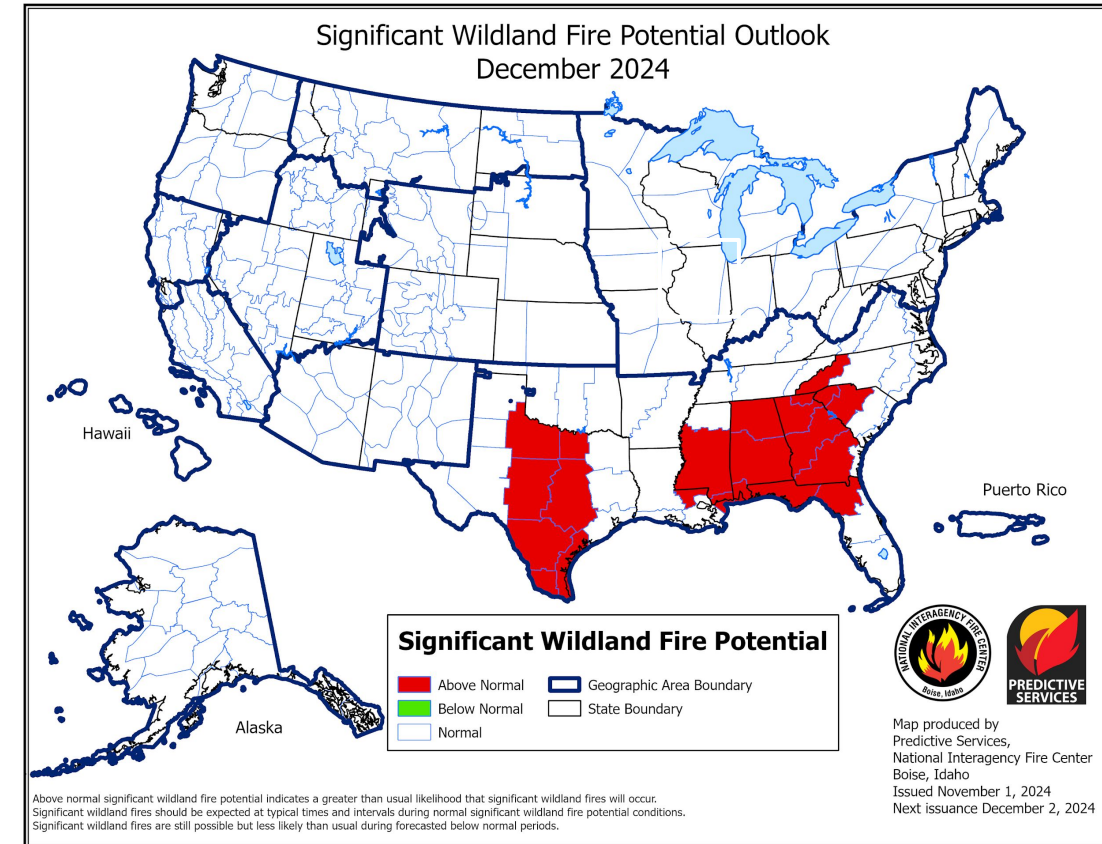 Significant Wildland Fire Potential Outlook
December 2024
Hawaii
Puerto Rico
Alaska
Significant Wildland Fire Potential
Above Normal
Geographic Area Boundary
Below Normal
State Boundary
Normal
NATIONAL INTERAGENCY FIRE CENTER
Boise, Idaho
PREDICTIVE
SERVICES
Map produced by
Predictive Services,
National Interagency Fire Center
Boise, Idaho
Issued November 1, 2024
Next issuance December 2, 2024
Above normal significant wildland fire potential indicates a greater than usual likelihood that significant wildland fires will occur.
Significant wildland fires should be expected at typical times and intervals during normal significant wildland fire potential conditions.
Significant wildland fires are still possible but less likely than usual during forecasted below normal periods.